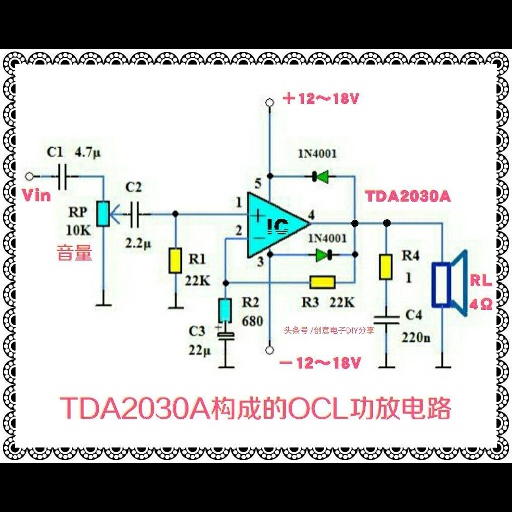 +12～18V
C1 4.7μ
1N4001
Vin
C2
5
TDA2030A
RP
10K
1
4
IC
音量
2.2μ
2
1N4001
R1
22K
3
R4
1
RL
4Ω
R2
680
R3 22K
C3
22μ
头条号/创意电子DIY分享
C4
220n
-12～18V
TDA2030A构成的OCL功放电路